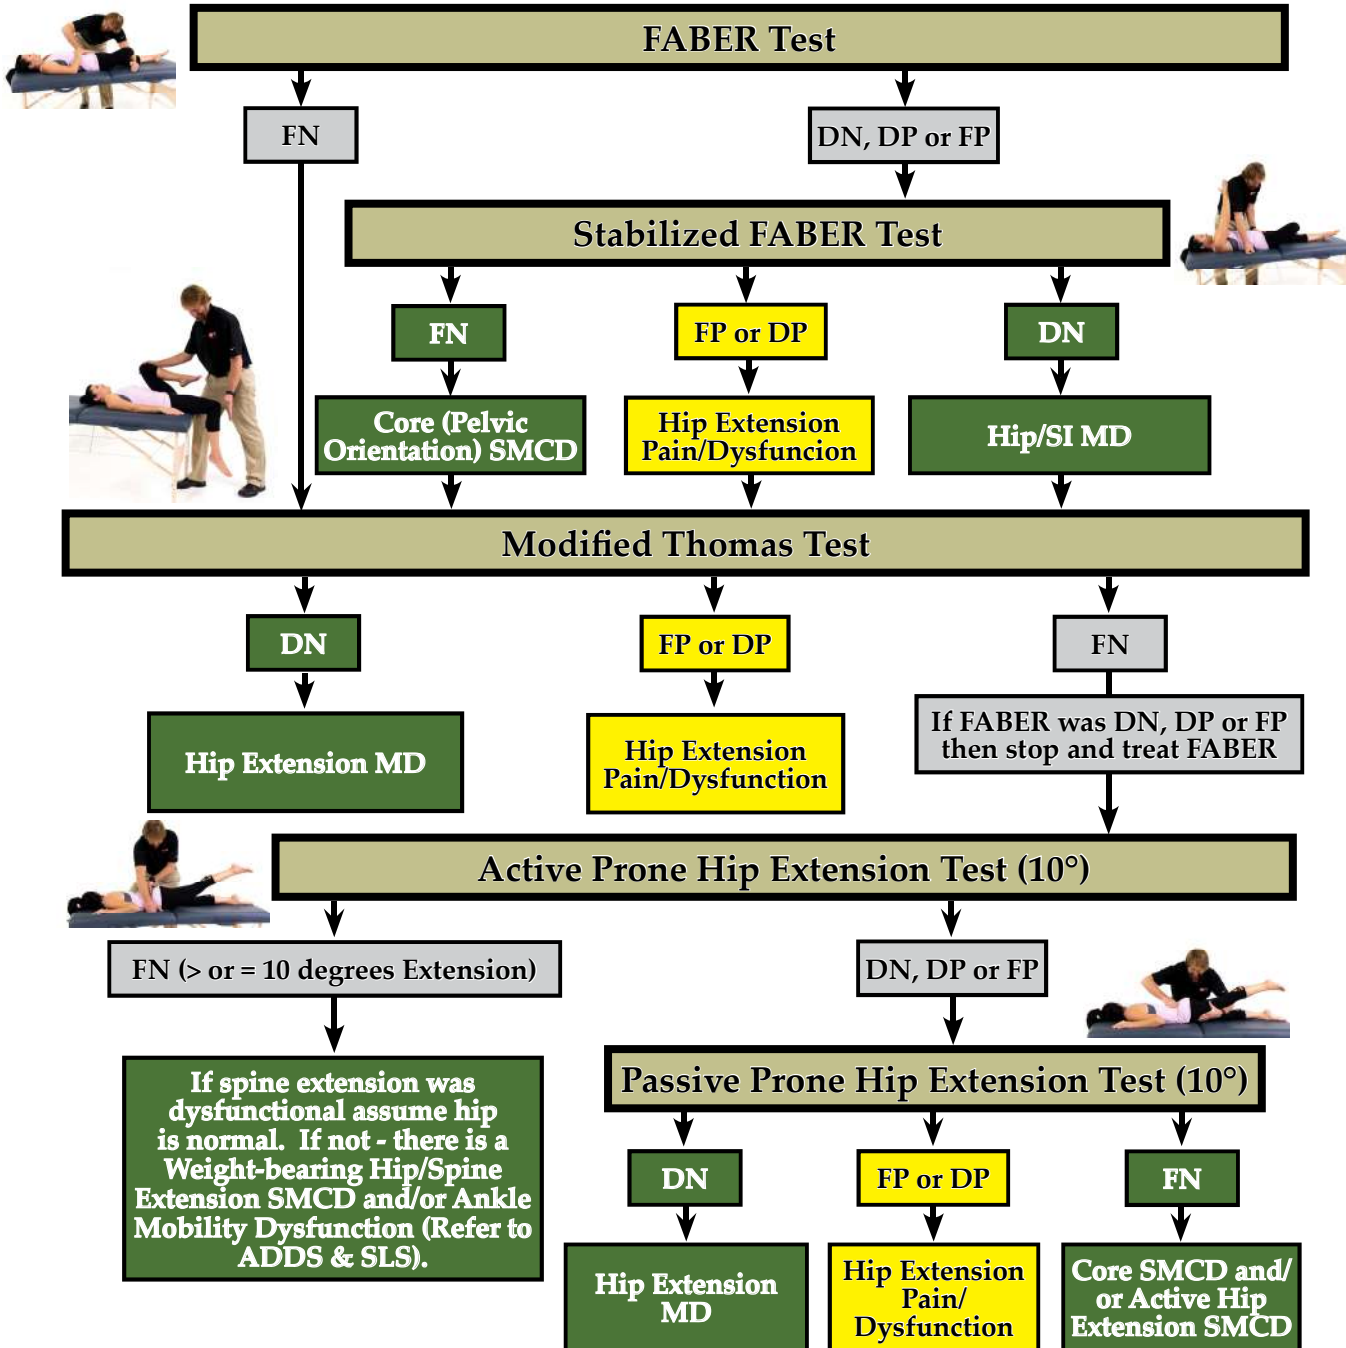 FABER Test
FN
DN, DP or FP
Stabilized FABER Test
FN
FP or DP
DN
Core (Pelvic
Orientation) SMCD
Hip Extension
Pain/Dysfuncion
Hip/SI MD
Modified Thomas Test
DN
FP or DP
FN
Hip Extension MD
Hip Extension
Pain/Dysfunction
If FABER was DN, DP or FP
then stop and treat FABER
Active Prone Hip Extension Test (10°)
FN (> or = 10 degrees Extension)
DN, DP or FP
If spine extension was
dysfunctional assume hip
is normal.  If not - there is a
Weight-bearing Hip/Spine
Extension SMCD and/or Ankle
Mobility Dysfunction (Refer to
ADDS & SLS).
Passive Prone Hip Extension Test (10°)
DN
FP or DP
FN
Hip Extension
MD
Hip Extension
Pain/
Dysfunction
Core SMCD and/
or Active Hip
Extension SMCD